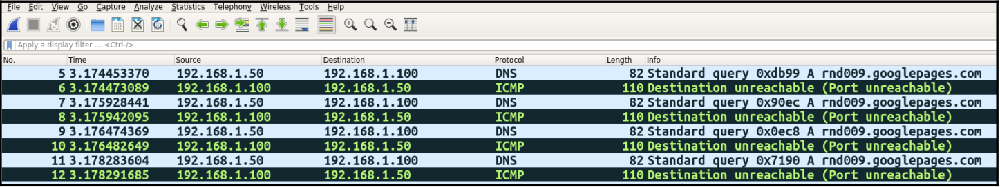 File Edit View Go Capture Analyze Statistics Telephony Wireless Tools Help
Apply a display filter ... <Ctrl-/>
No. Time Source Destination Protocol Length Info
5 3.174453370 192.168.1.50 192.168.1.100 DNS 82 Standard query 0xdb99 A rnd009.googlepages.com
6 3.174473089 192.168.1.100 192.168.1.50 ICMP 110 Destination unreachable (Port unreachable)
7 3.175928441 192.168.1.50 192.168.1.100 DNS 82 Standard query 0x90ec A rnd009.googlepages.com
8 3.175942095 192.168.1.100 192.168.1.50 ICMP 110 Destination unreachable (Port unreachable)
9 3.176474369 192.168.1.50 192.168.1.100 DNS 82 Standard query 0x0ec8 A rnd009.googlepages.com
10 3.176482649 192.168.1.100 192.168.1.50 ICMP 110 Destination unreachable (Port unreachable)
11 3.178283604 192.168.1.50 192.168.1.100 DNS 82 Standard query 0x7190 A rnd009.googlepages.com
12 3.178291685 192.168.1.100 192.168.1.50 ICMP 110 Destination unreachable (Port unreachable)